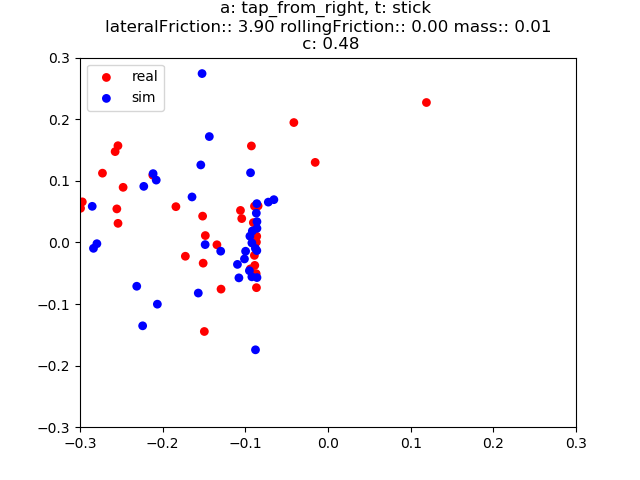 a: tap_from_right, t: stick
lateralFriction:: 3.90 rollingFriction:: 0.00 mass:: 0.01
c: 0.48
real
sim
0.3
0.2
0.1
0.0
−0.1
−0.2
−0.3
−0.3 −0.2 −0.1 0.0 0.1 0.2 0.3